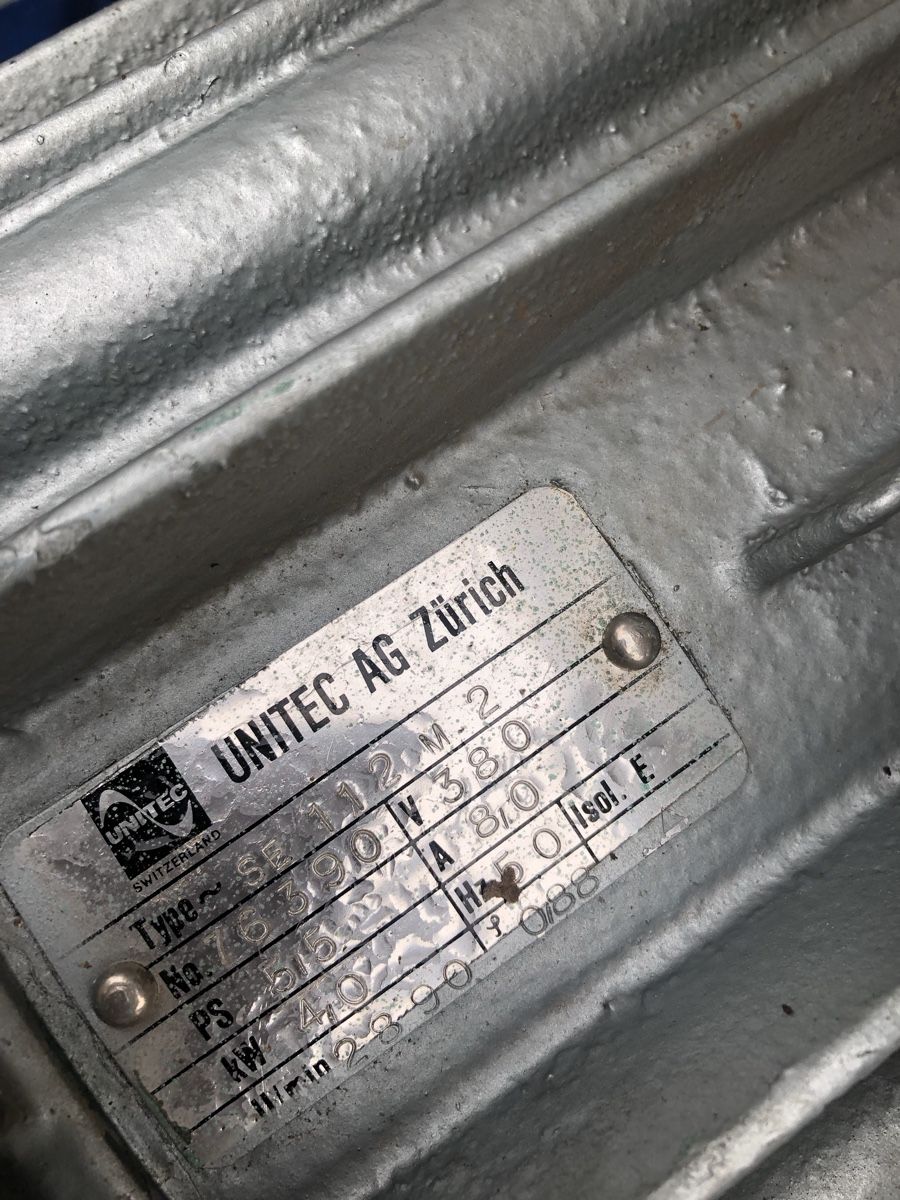 UNITEC AG Zürich
UNITEC
SWITZERLAND
Type~ SE 112 M 2
No. 76390 V 380
PS 5,5 A 8,0
kW 4,0 Hz 50 Isol. E
U/min 2890 φ 0,88